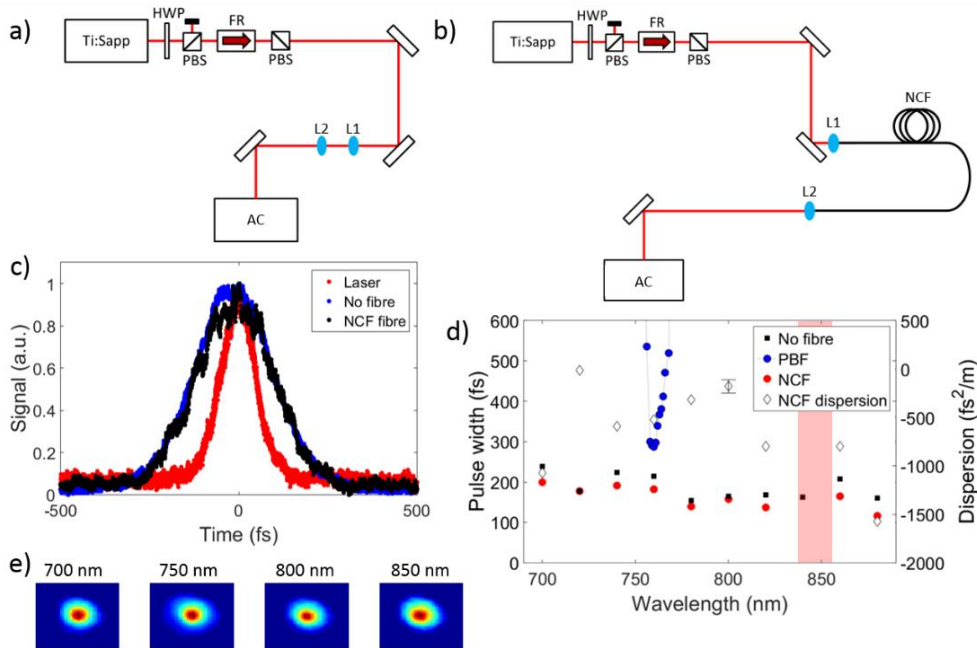 a)
HWP
FR
Ti:Sapp
PBS
PBS
L2
L1
AC
b)
HWP
FR
Ti:Sapp
PBS
PBS
NCF
L1
L2
AC
c)
Laser
No fibre
NCF fibre
1
0.8
0.6
0.4
0.2
0
Signal (a.u.)
-500
0
500
Time (fs)
d)
No fibre
PBF
NCF
NCF dispersion
600
500
400
300
200
100
0
Pulse width (fs)
500
0
-500
-1000
-1500
-2000
Dispersion (fs²/m)
700
750
800
850
Wavelength (nm)
e)
700 nm
750 nm
800 nm
850 nm